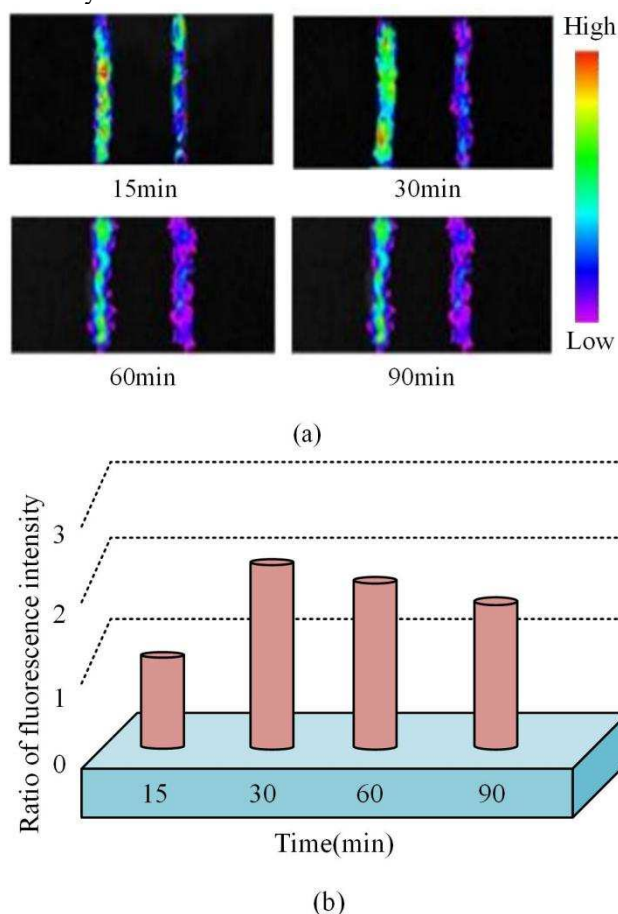 High
15min
30min
Low
60min
90min
(a)
Ratio of fluorescence intensity
3
2
1
0
15
30
60
90
Time(min)
(b)